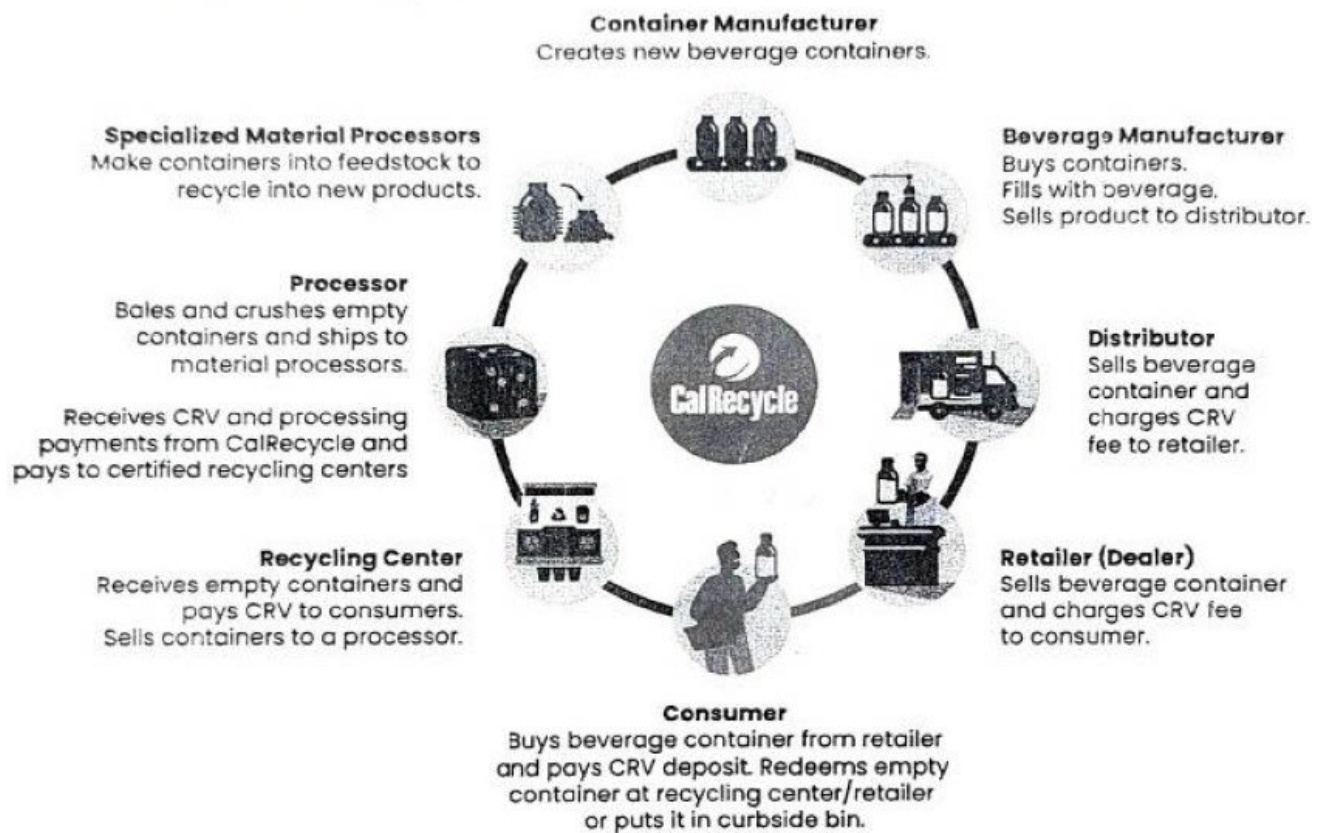 Container Manufacturer
Creates new beverage containers.
Specialized Material Processors
Make containers into feedstock to
recycle into new products.
Beverage Manufacturer
Buys containers.
Fills with beverage.
Sells product to distributor.
Processor
Bales and crushes empty
containers and ships to
material processors.
Receives CRV and processing
payments from CalRecycle and
pays to certified recycling centers
CalRecycle
Distributor
Sells beverage
container and
charges CRV
fee to retailer.
Recycling Center
Receives empty containers and
pays CRV to consumers.
Sells containers to a processor.
Retailer (Dealer)
Sells beverage container
and charges CRV fee
to consumer.
Consumer
Buys beverage container from retailer
and pays CRV deposit. Redeems empty
container at recycling center/retailer
or puts it in curbside bin.